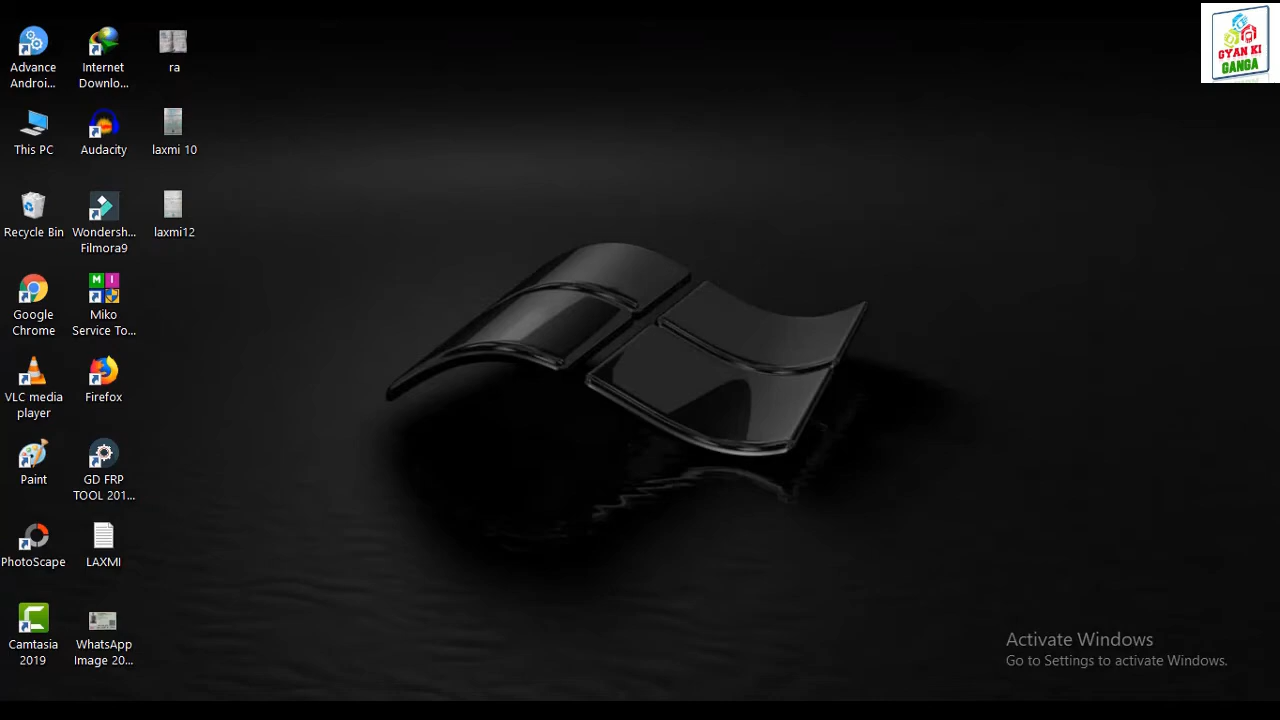 Advance
Androi...
Internet
Downlo...
ra
This PC
Audacity
laxmi 10
Recycle Bin
Wondersh...
Filmora9
laxmi12
Google
Chrome
Miko
Service To...
VLC media
player
Firefox
Paint
GD FRP
TOOL 201...
PhotoScape
LAXMI
Camtasia
2019
WhatsApp
Image 20...
GYAN KI
GANGA
Activate Windows
Go to Settings to activate Windows.